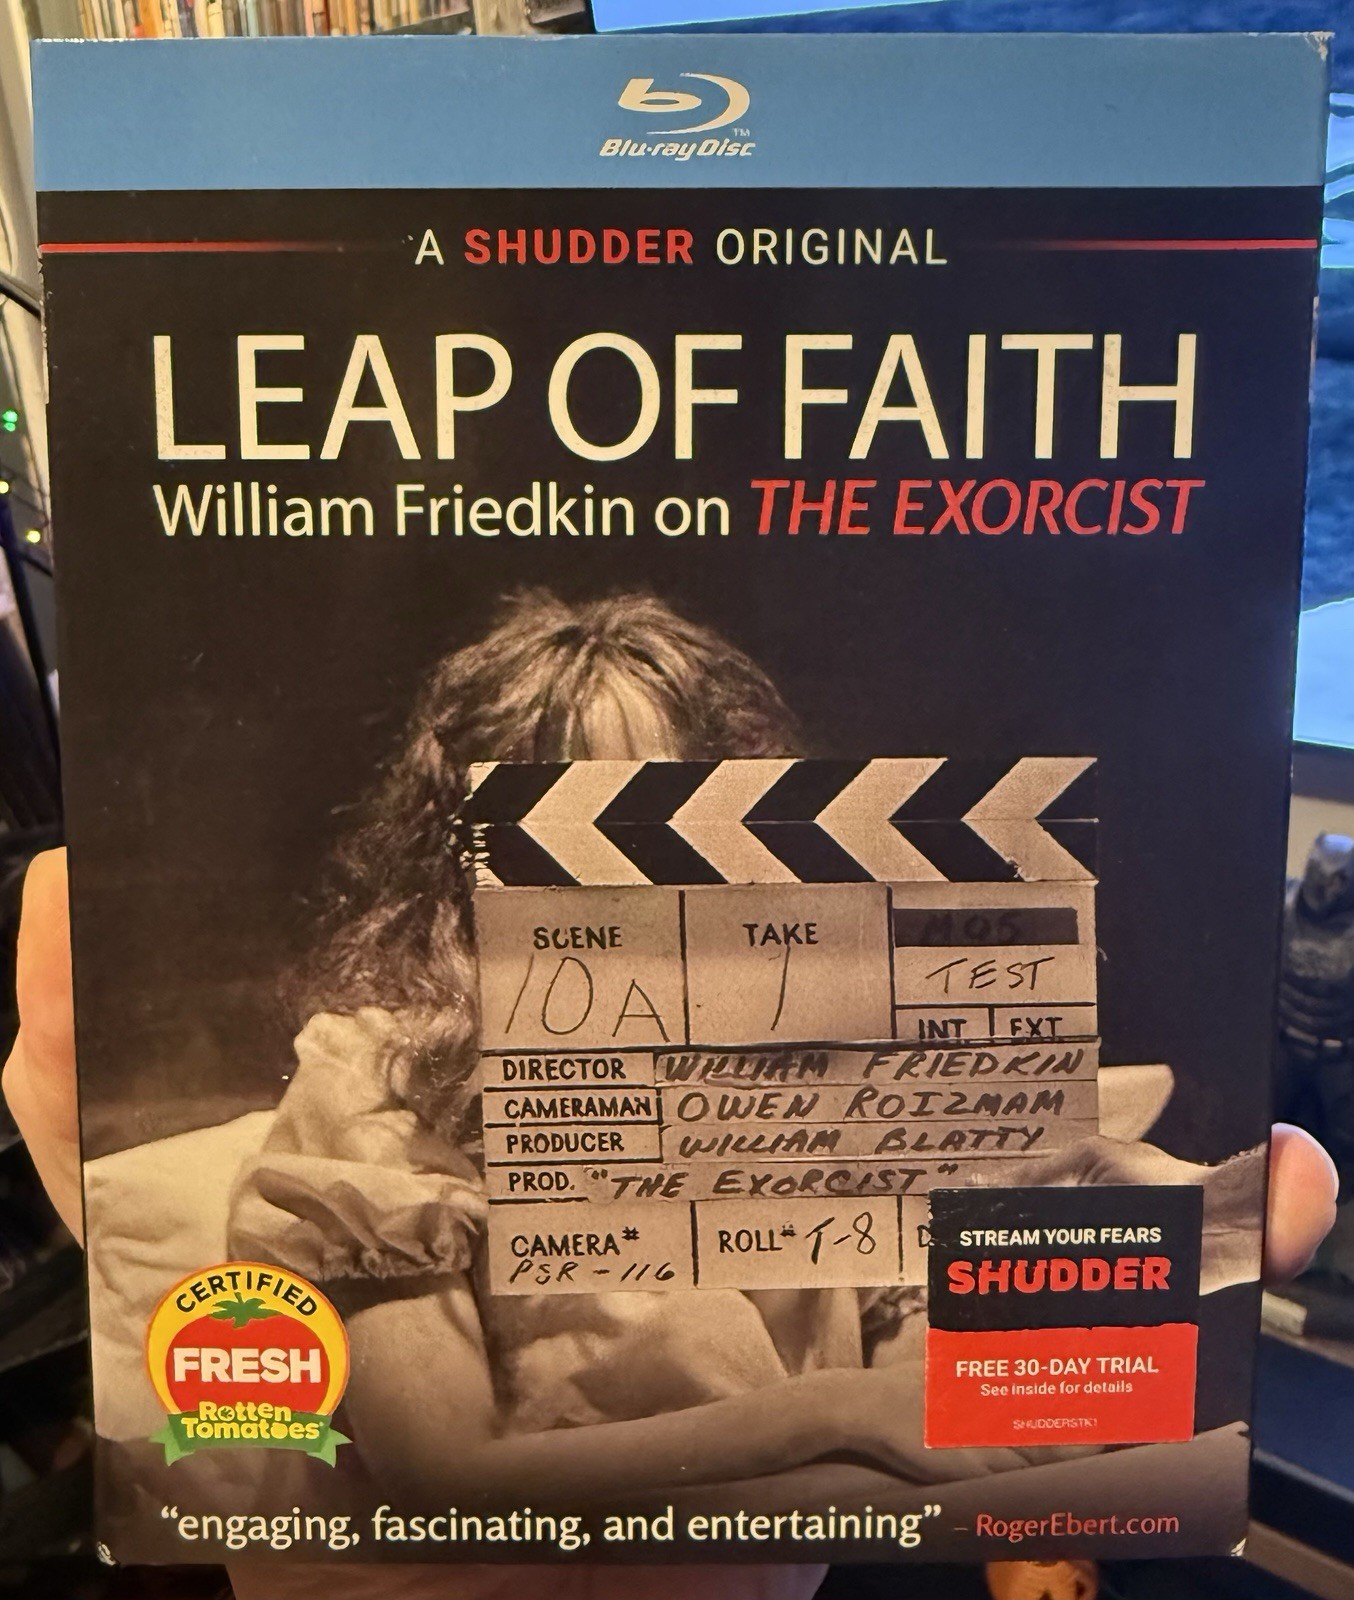 Blu-rayDisc™
A SHUDDER ORIGINAL
LEAP OF FAITH
William Friedkin on THE EXORCIST
SCENE
10A
TAKE
1
MOS
TEST
INT EXT
DIRECTOR WILLIAM FRIEDKIN
CAMERAMAN OWEN ROIZMAM
PRODUCER WILLIAM BLATTY
PROD. "THE EXORCIST"
CAMERA#
PSR-116
ROLL# T-8
D
STREAM YOUR FEARS
SHUDDER
FREE 30-DAY TRIAL
See inside for details
SHUDDERSTK1
CERTIFIED
FRESH
Rotten
Tomatoes®
“engaging, fascinating, and entertaining” – RogerEbert.com